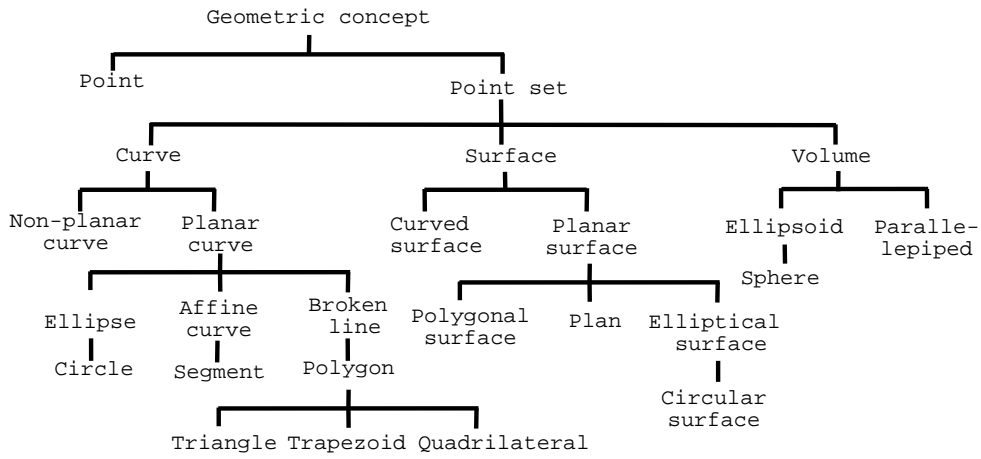 Geometric concept
Point
Point set
Curve
Surface
Volume
Non-planar
curve
Planar
curve
Curved
surface
Planar
surface
Ellipsoid
Paralle-
lepiped
Sphere
Ellipse
Affine
curve
Broken
line
Polygonal
surface
Plan
Elliptical
surface
Circle
Segment
Polygon
Circular
surface
Triangle Trapezoid Quadrilateral